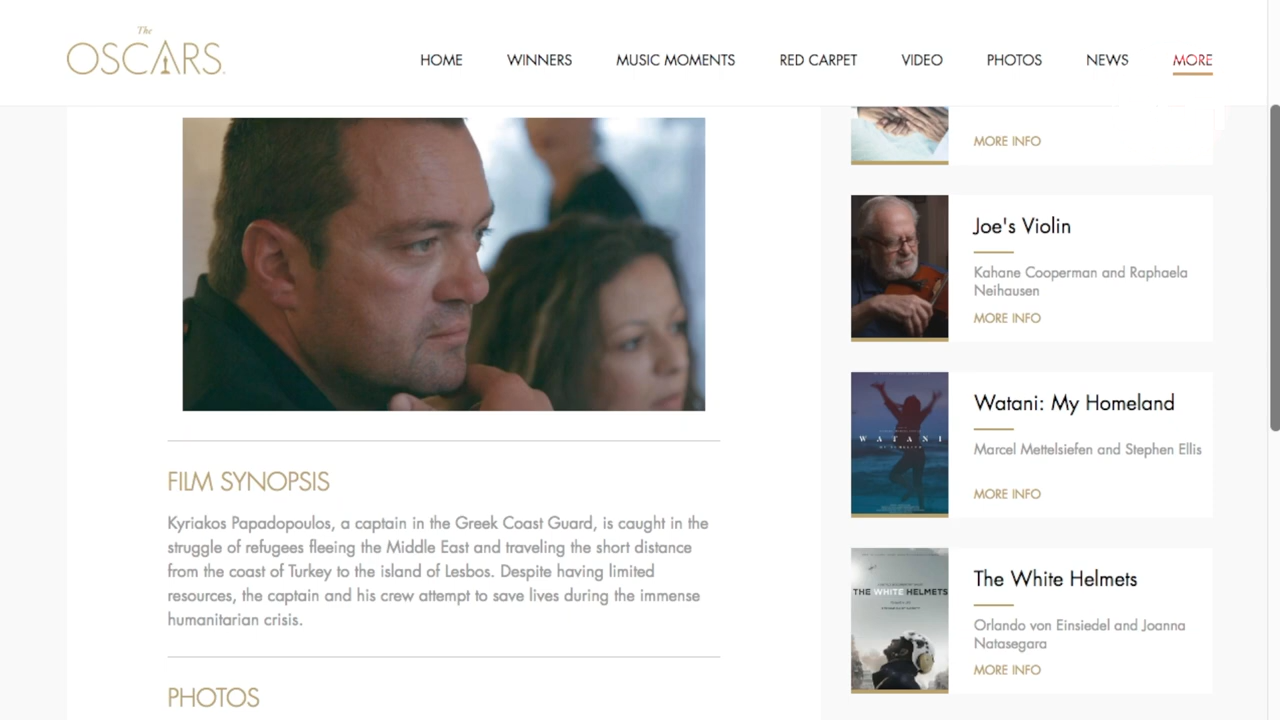 The
OSCARS
HOME
WINNERS
MUSIC MOMENTS
RED CARPET
VIDEO
PHOTOS
NEWS
MORE
FILM SYNOPSIS
Kyriakos Papadopoulos, a captain in the Greek Coast Guard, is caught in the
struggle of refugees fleeing the Middle East and traveling the short distance
from the coast of Turkey to the island of Lesbos. Despite having limited
resources, the captain and his crew attempt to save lives during the immense
humanitarian crisis.
PHOTOS
MORE INFO
Joe's Violin
Kahane Cooperman and Raphaela
Neihausen
MORE INFO
WATANI
Watani: My Homeland
Marcel Mettelsiefen and Stephen Ellis
MORE INFO
THE WHITE HELMETS
The White Helmets
Orlando von Einsiedel and Joanna
Natasegara
MORE INFO